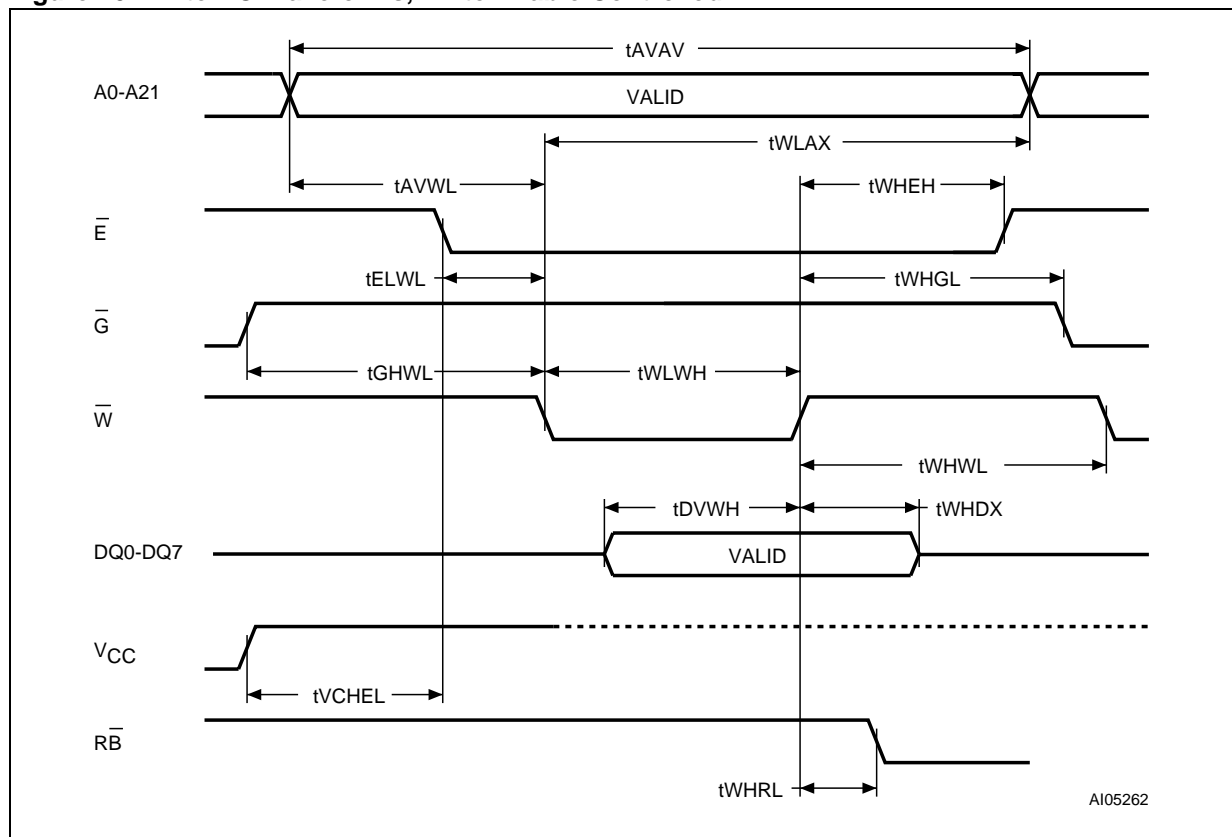 tAVAV
A0-A21
VALID
tWLAX
tAVWL
tWHEH
E̅
tELWL
tWHGL
G̅
tGHWL
tWLWH
W̅
tWHWL
tDVWH
tWHDX
DQ0-DQ7
VALID
VCC
tVCHEL
RB̅
tWHRL
AI05262